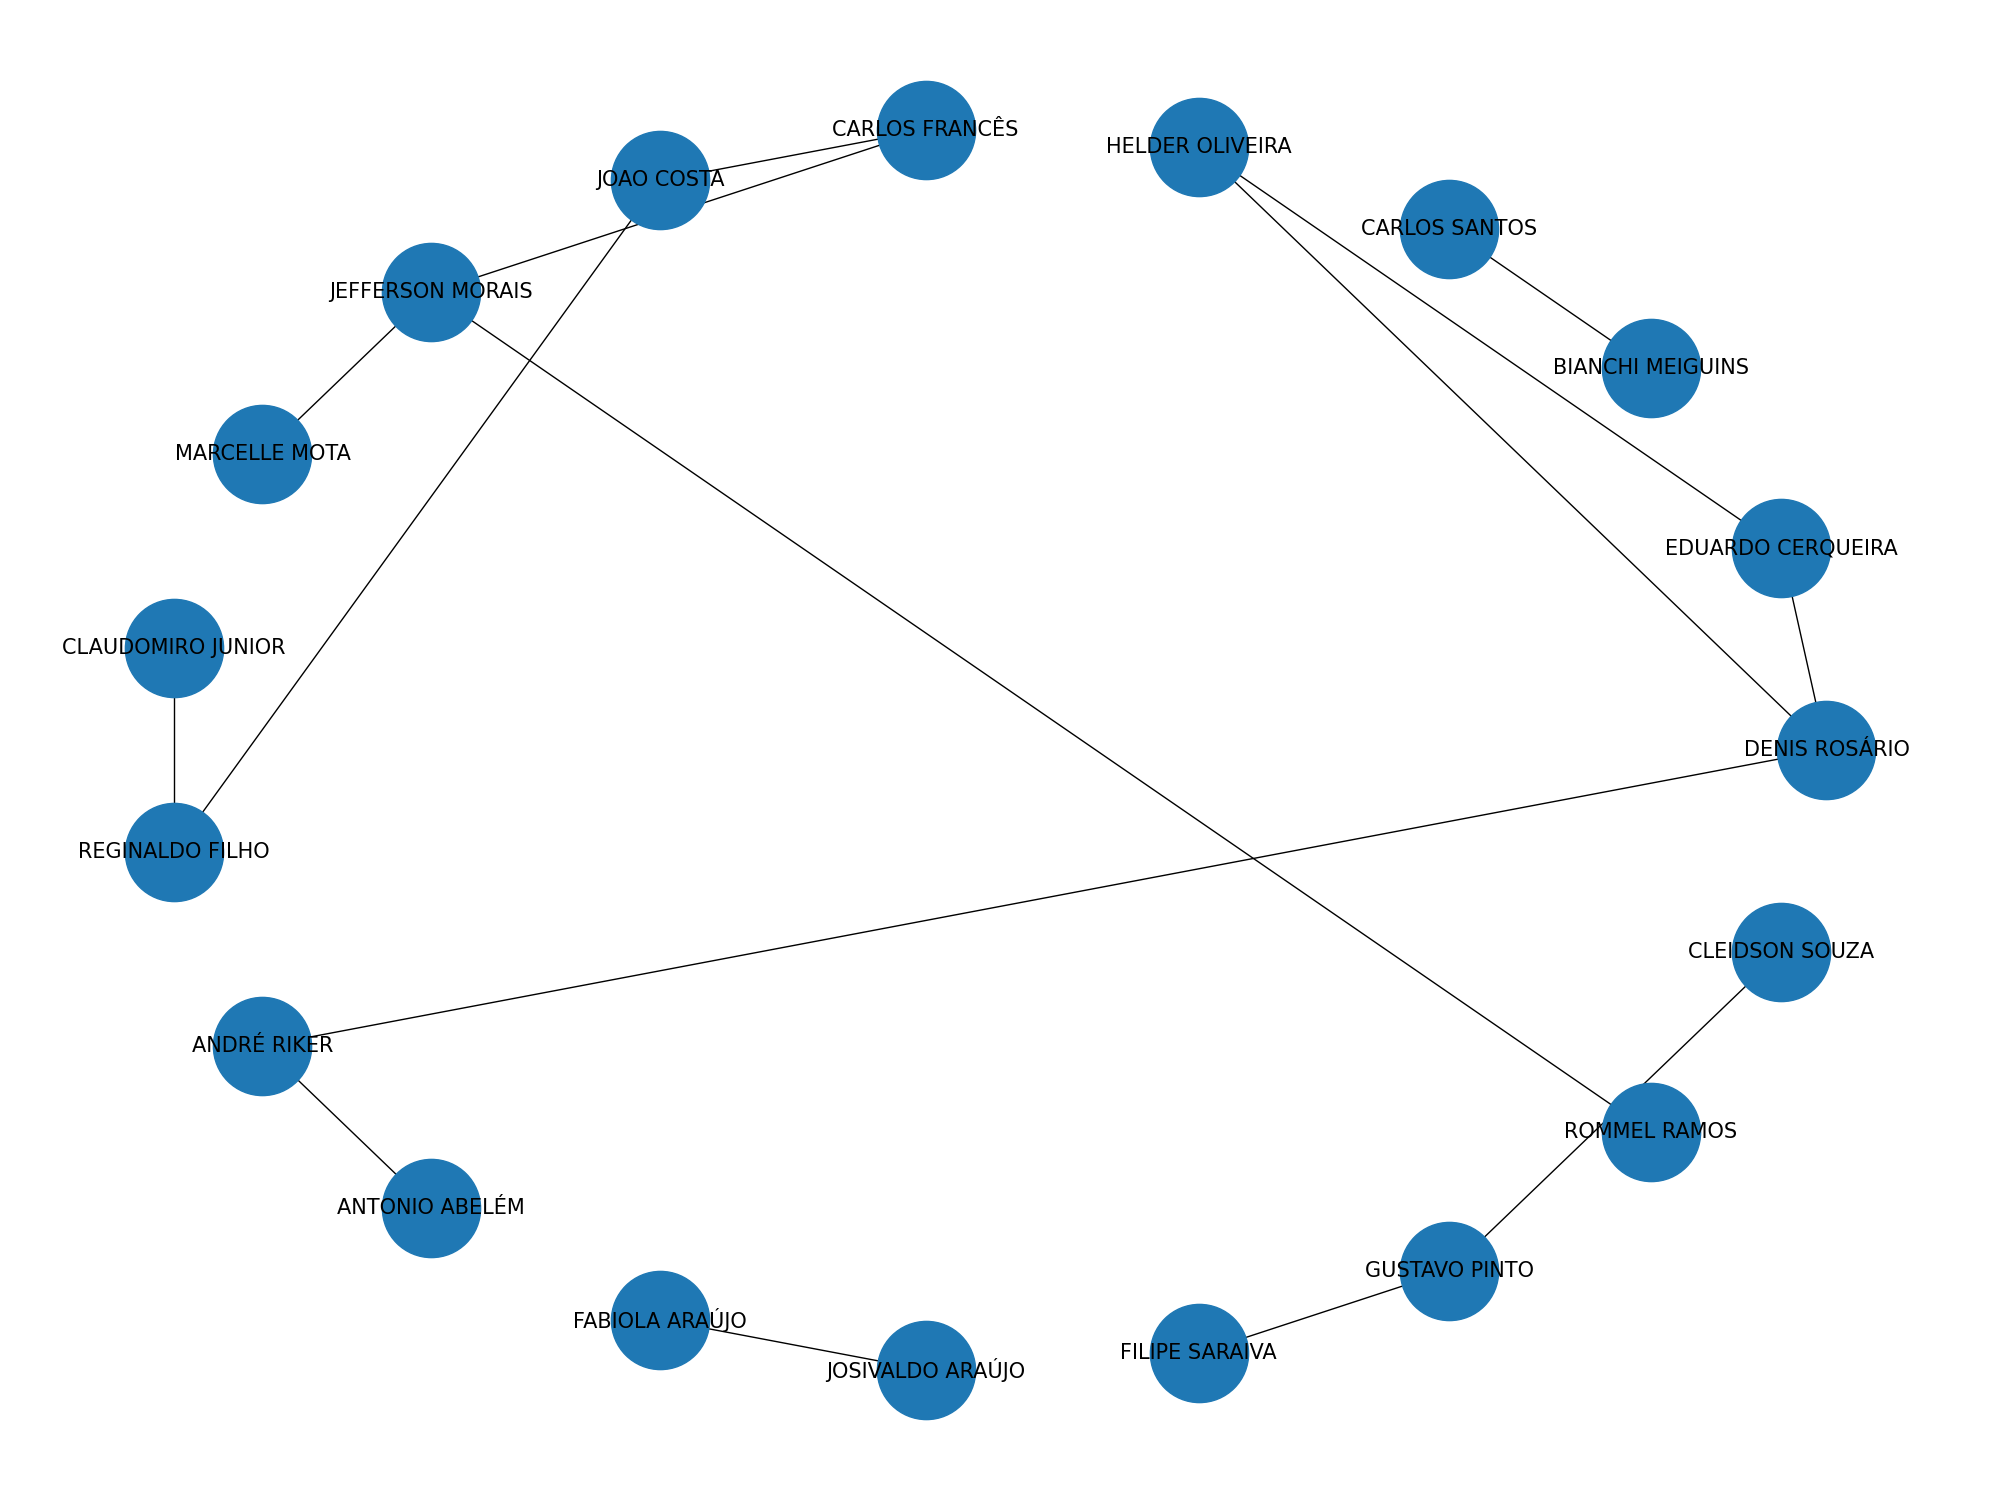 CARLOS FRANCÊS
HELDER OLIVEIRA
JOAO COSTA
CARLOS SANTOS
JEFFERSON MORAIS
BIANCHI MEIGUINS
MARCELLE MOTA
EDUARDO CERQUEIRA
CLAUDOMIRO JUNIOR
DENIS ROSÁRIO
REGINALDO FILHO
CLEIDSON SOUZA
ANDRÉ RIKER
ROMMEL RAMOS
ANTONIO ABELÉM
GUSTAVO PINTO
FABIOLA ARAÚJO
FILIPE SARAIVA
JOSIVALDO ARAÚJO